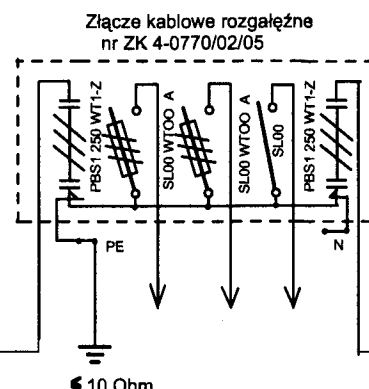 Złącze kablowe rozgałęźne
nr ZK 4-0770/02/05
PBS1 250 WT1-Z
SL00 WTOO A
SL00 WTOO A
SL00
PBS1 250 WT1-Z
PE
N
≤ 10 Ohm